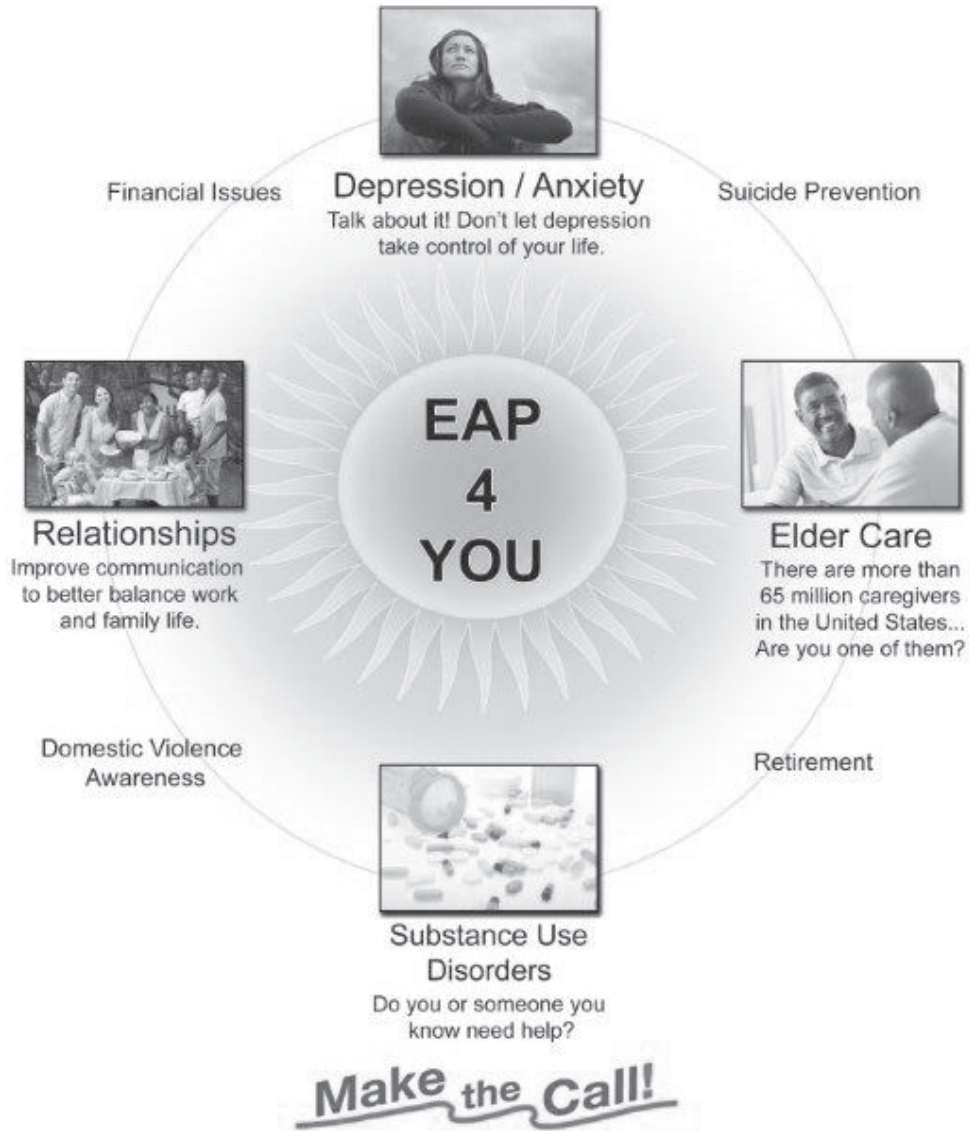 Financial Issues
Depression / Anxiety
Talk about it! Don't let depression
take control of your life.
Suicide Prevention
EAP
4
YOU
Relationships
Improve communication
to better balance work
and family life.
Elder Care
There are more than
65 million caregivers
in the United States...
Are you one of them?
Domestic Violence
Awareness
Retirement
Substance Use
Disorders
Do you or someone you
know need help?
Make the Call!